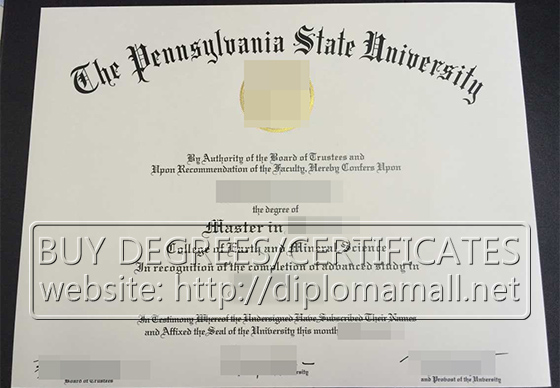 The Pennsylvania State University
By Authority of the Board of Trustees and
Upon Recommendation of the Faculty, Hereby Confers Upon
the degree of
Master in
College of Earth and Mineral Science
In recognition of the completion of advanced study in
BUY DEGREES/CERTIFICATES
website: http://diplomamall.net
In Testimony Whereof the Undersigned Have Subscribed Their Names
and Affixed the Seal of the University this month
Board of Trustees
and Provost of the University